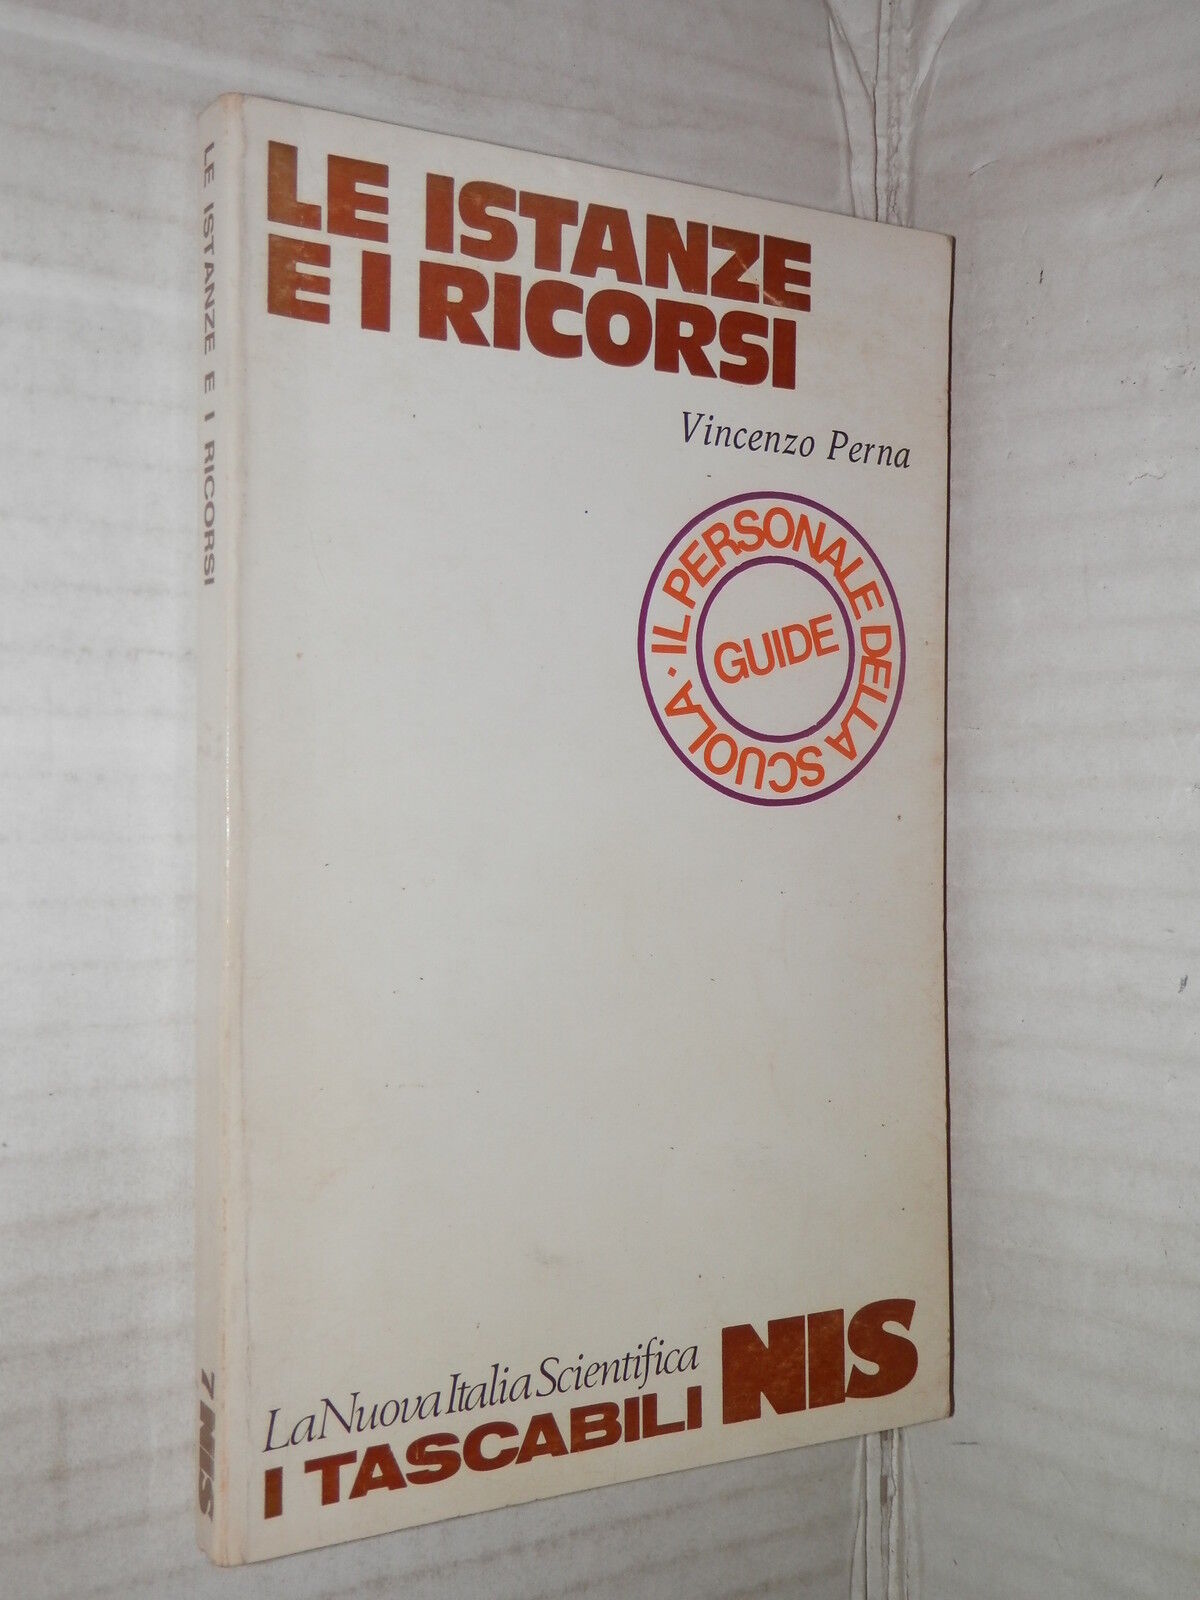 LE ISTANZE
E I RICORSI
Vincenzo Perna
IL PERSONALE DELLA SCUOLA ·
GUIDE
La Nuova Italia Scientifica
I TASCABILI NIS
LE ISTANZE E I RICORSI
7 NIS